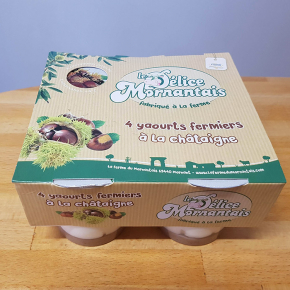 le Délice
Mornantais
fabriqué à la ferme
4 yaourts fermiers
à la châtaigne
4 yaourts fermiers
à la châtaigne
le Délice
Mornantais